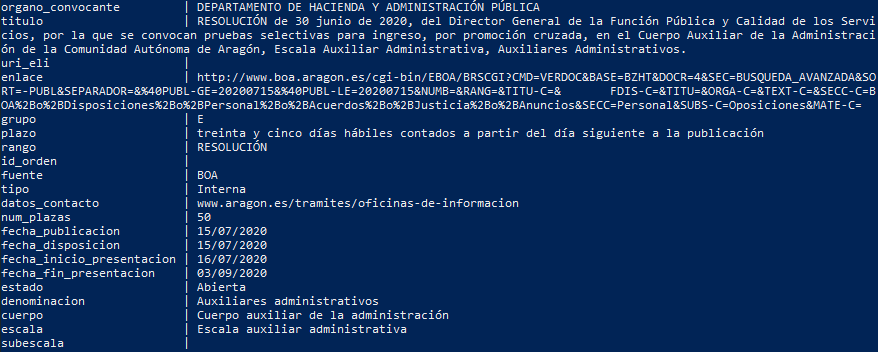 organo_convocante | DEPARTAMENTO DE HACIENDA Y ADMINISTRACIÓN PÚBLICA
titulo | RESOLUCIÓN de 30 junio de 2020, del Director General de la Función Pública y Calidad de los Servi
cios, por la que se convocan pruebas selectivas para ingreso, por promoción cruzada, en el Cuerpo Auxiliar de la Administraci
ón de la Comunidad Autónoma de Aragón, Escala Auxiliar Administrativa, Auxiliares Administrativos.
uri_eli |
enlace | http://www.boa.aragon.es/cgi-bin/EBOA/BRSCGI?CMD=VERDOC&BASE=BZHT&DOCR=4&SEC=BUSQUEDA_AVANZADA&SO
RT=-PUBL&SEPARADOR=&%40PUBL-GE=20200715&%40PUBL-LE=20200715&NUMB=&RANG=&TITU-C=& FDIS-C=&TITU=&ORGA-C=&TEXT-C=&SECC-C=B
OA%2Bo%2BDisposiciones%2Bo%2BPersonal%2Bo%2BAcuerdos%2Bo%2BJusticia%2Bo%2BAnuncios&SECC=Personal&SUBS-C=Oposiciones&MATE-C=
grupo | E
plazo | treinta y cinco días hábiles contados a partir del día siguiente a la publicación
rango | RESOLUCIÓN
id_orden |
fuente | BOA
tipo | Interna
datos_contacto | www.aragon.es/tramites/oficinas-de-informacion
num_plazas | 50
fecha_publicacion | 15/07/2020
fecha_disposicion | 15/07/2020
fecha_inicio_presentacion | 16/07/2020
fecha_fin_presentacion | 03/09/2020
estado | Abierta
denominacion | Auxiliares administrativos
cuerpo | Cuerpo auxiliar de la administración
escala | Escala auxiliar administrativa
subescala |